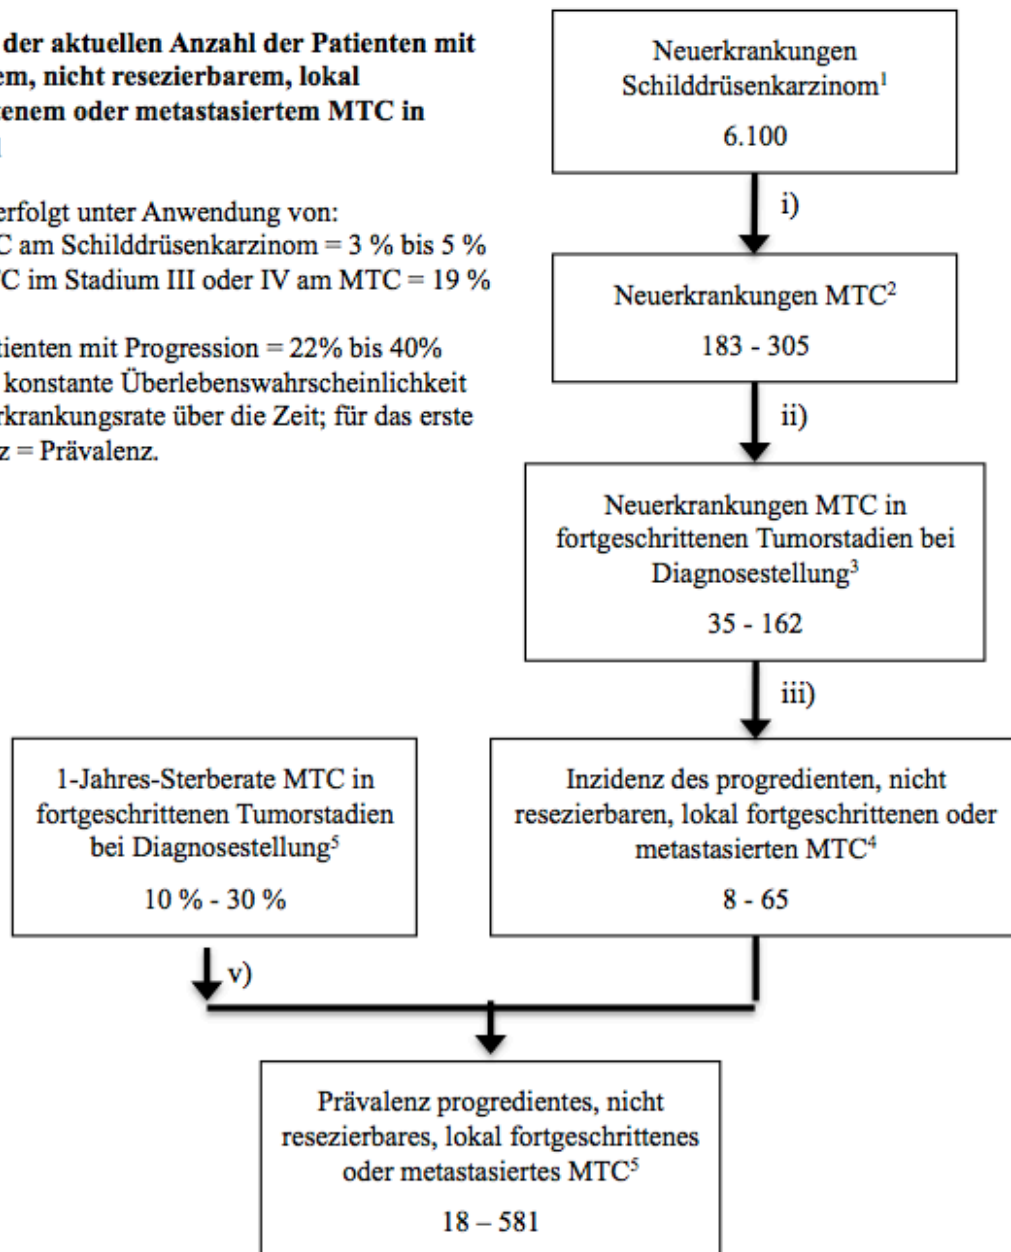 der aktuellen Anzahl der Patienten mit
em, nicht resezierbarem, lokal
tenem oder metastasiertem MTC in
erfolgt unter Anwendung von:
C am Schilddrüsenkarzinom = 3 % bis 5 %
TC im Stadium III oder IV am MTC = 19 %
tienten mit Progression = 22% bis 40%
konstante Überlebenswahrscheinlichkeit
erkrankungsrate über die Zeit; für das erste
z = Prävalenz.
Neuerkrankungen
Schilddrüsenkarzinom¹
6.100
i)
Neuerkrankungen MTC²
183 - 305
ii)
Neuerkrankungen MTC in
fortgeschrittenen Tumorstadien bei
Diagnosestellung³
35 - 162
iii)
1-Jahres-Sterberate MTC in
fortgeschrittenen Tumorstadien
bei Diagnosestellung⁵
10 % - 30 %
Inzidenz des progredienten, nicht
resezierbaren, lokal fortgeschrittenen oder
metastasierten MTC⁴
8 - 65
v)
Prävalenz progredientes, nicht
resezierbares, lokal fortgeschrittenes
oder metastasiertes MTC⁵
18 – 581